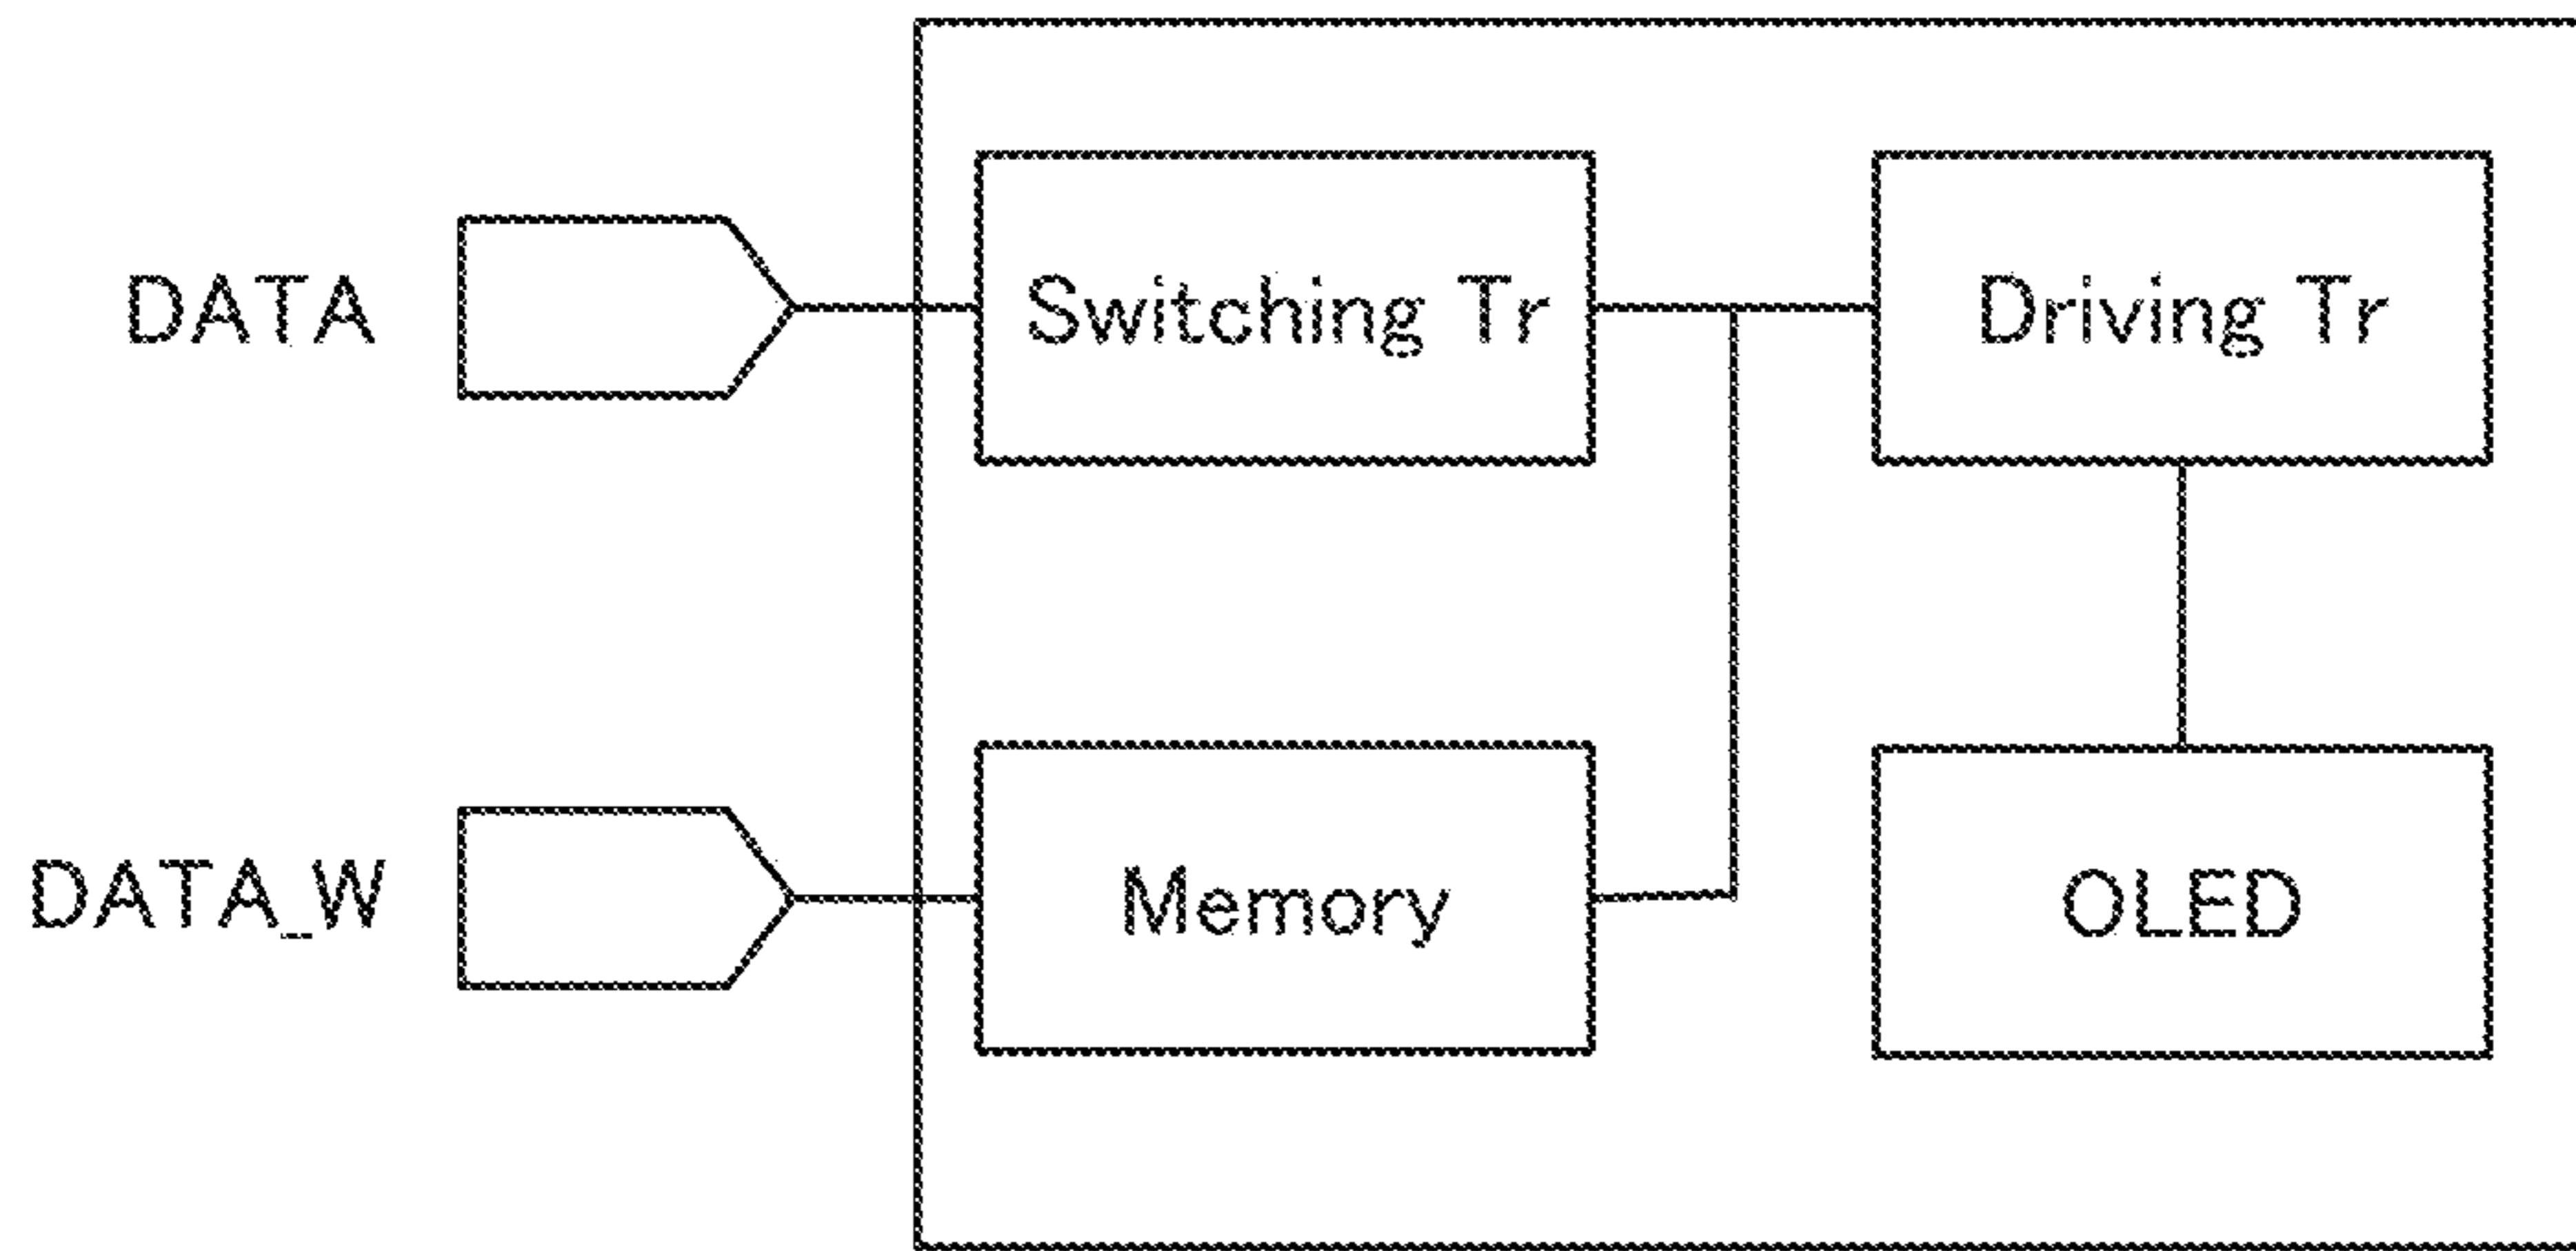 DATA
Switching Tr
Driving Tr
DATA_W
Memory
OLED